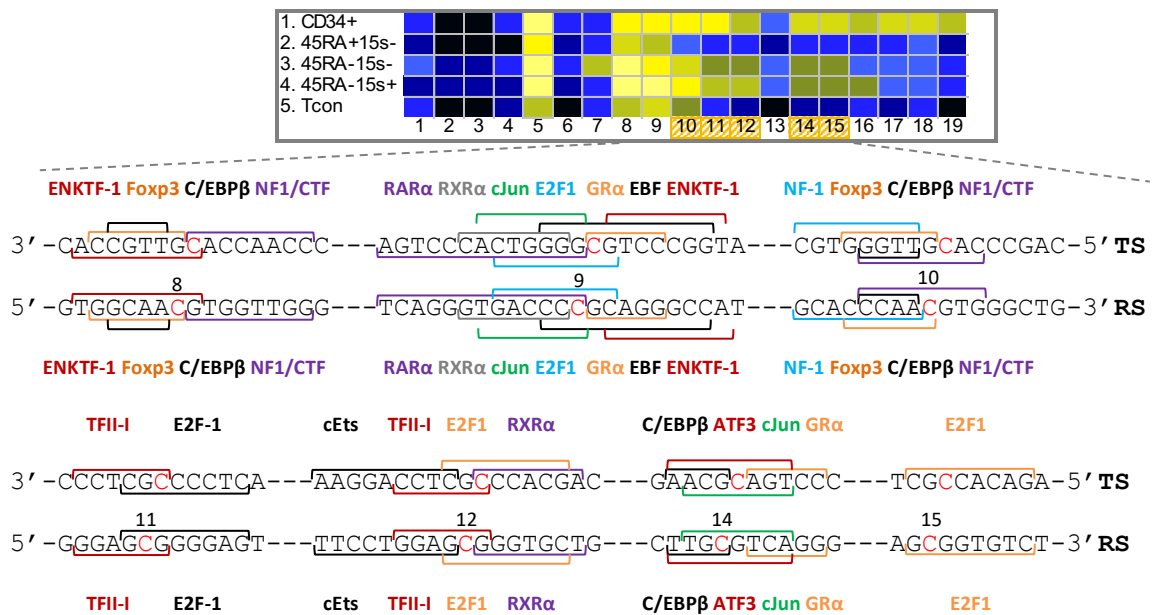 1. CD34+
2. 45RA+15s-
3. 45RA-15s-
4. 45RA-15s+
5. Tcon
1 2 3 4 5 6 7 8 9 10 11 12 13 14 15 16 17 18 19
ENKTF-1 Foxp3 C/EBPβ NF1/CTF RARα RXRα cJun E2F1 GRα EBF ENKTF-1 NF-1 Foxp3 C/EBPβ NF1/CTF
3′-CACCGTTGCACCAACCC---AGTCCCACTGGGGCGTCCCGGTA---CGTGGGTTGCACCCGAC-5′ TS
8 9 10
5′-GTGGCAACGTGGTTGGG---TCAGGGTGACCCCGCAGGGCCAT---GCACCCAACGTGGGCTG-3′ RS
ENKTF-1 Foxp3 C/EBPβ NF1/CTF RARα RXRα cJun E2F1 GRα EBF ENKTF-1 NF-1 Foxp3 C/EBPβ NF1/CTF
TFII-I E2F-1 cEts TFII-I E2F1 RXRα C/EBPβ ATF3 cJun GRα E2F1
3′-CCCTCGCCCCTCA---AAGGACCTCGCCCACGAC---GAACGCAGTCCC---TCGCCACAGA-5′ TS
11 12 14 15
5′-GGGAGCGGGGAGT---TTCCTGGAGCGGGTGCTG---CTTGCGTCAGGG---AGCGGTGTCT-3′ RS
TFII-I E2F-1 cEts TFII-I E2F1 RXRα C/EBPβ ATF3 cJun GRα E2F1